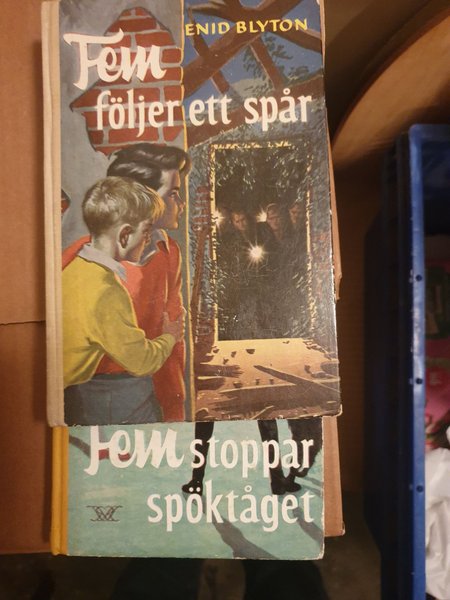 ENID BLYTON
Fem
följer ett spår
Fem stoppar
spöktåget